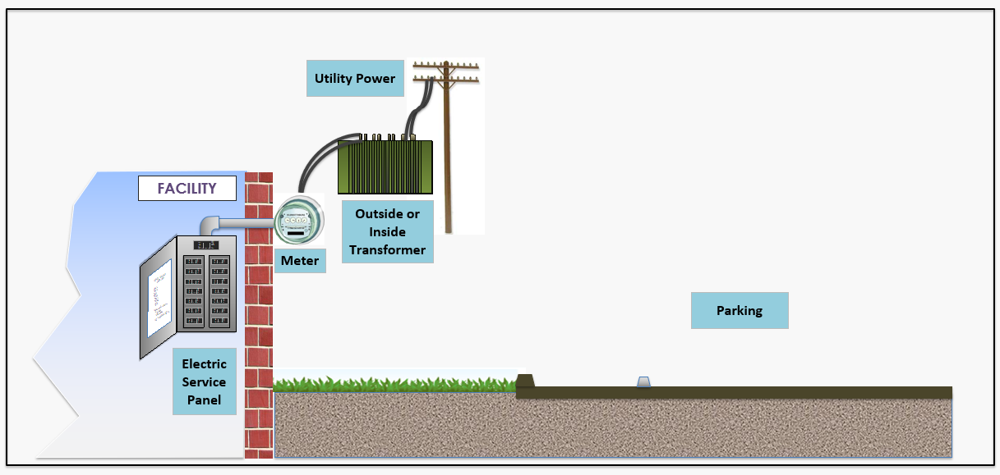 Utility Power
FACILITY
Outside or
Inside
Transformer
Meter
Parking
Electric
Service
Panel